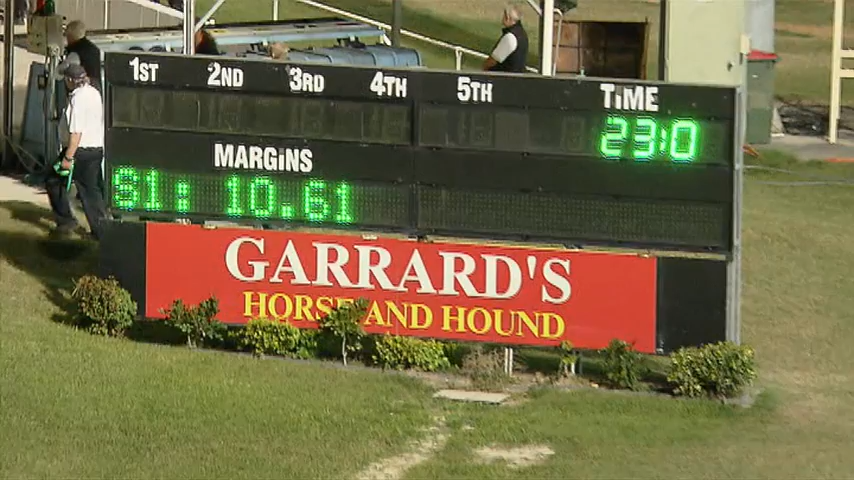 1ST 2ND 3RD 4TH 5TH TIME
23:0
MARGINS
S1: 10.61
GARRARD'S
HORSE AND HOUND